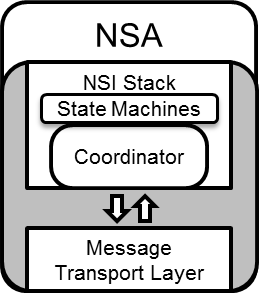 NSA
NSI Stack
State Machines
Coordinator
Message
Transport Layer